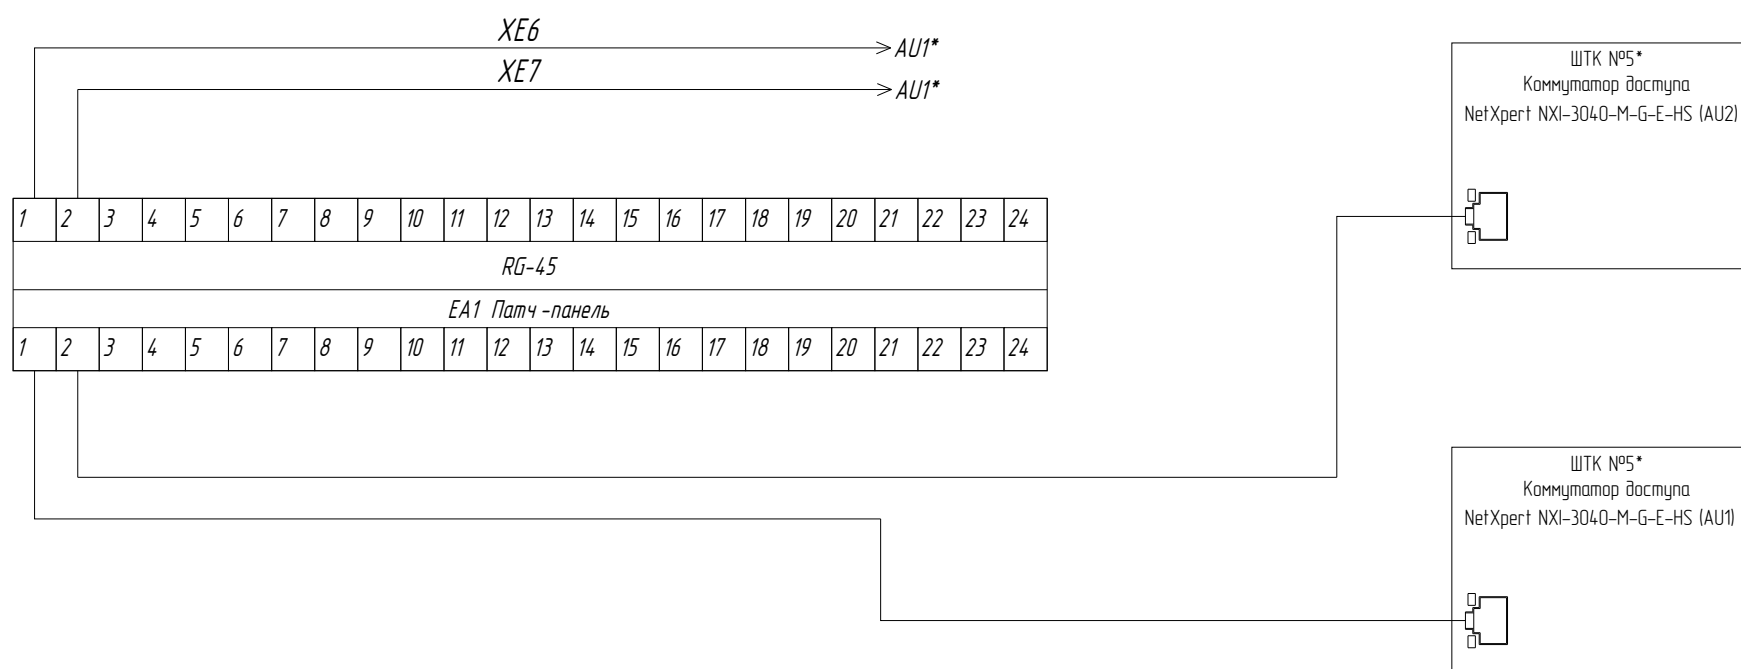 XE6
AU1*
XE7
AU1*
ШТК №5*
Коммутатор доступа
NetXpert NXI-3040-M-G-E-HS (AU2)
1 2 3 4 5 6 7 8 9 10 11 12 13 14 15 16 17 18 19 20 21 22 23 24
RG-45
EA1 Патч-панель
1 2 3 4 5 6 7 8 9 10 11 12 13 14 15 16 17 18 19 20 21 22 23 24
ШТК №5*
Коммутатор доступа
NetXpert NXI-3040-M-G-E-HS (AU1)